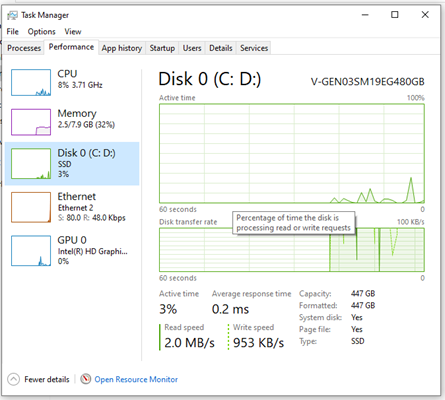 Task Manager
File Options View
Processes Performance App history Startup Users Details Services
CPU
8% 3.71 GHz
Memory
2.5/7.9 GB (32%)
Disk 0 (C: D:)
SSD
3%
Ethernet
Ethernet 2
S: 80.0 R: 48.0 Kbps
GPU 0
Intel(R) HD Graphi...
0%
Disk 0 (C: D:) V-GEN03SM19EG480GB
Active time 100%
60 seconds 0
Percentage of time the disk is
processing read or write requests
Disk transfer rate 100 KB/s
60 seconds 0
Active time Average response time
3% 0.2 ms
Read speed Write speed
2.0 MB/s 953 KB/s
Capacity: 447 GB
Formatted: 447 GB
System disk: Yes
Page file: Yes
Type: SSD
Fewer details Open Resource Monitor